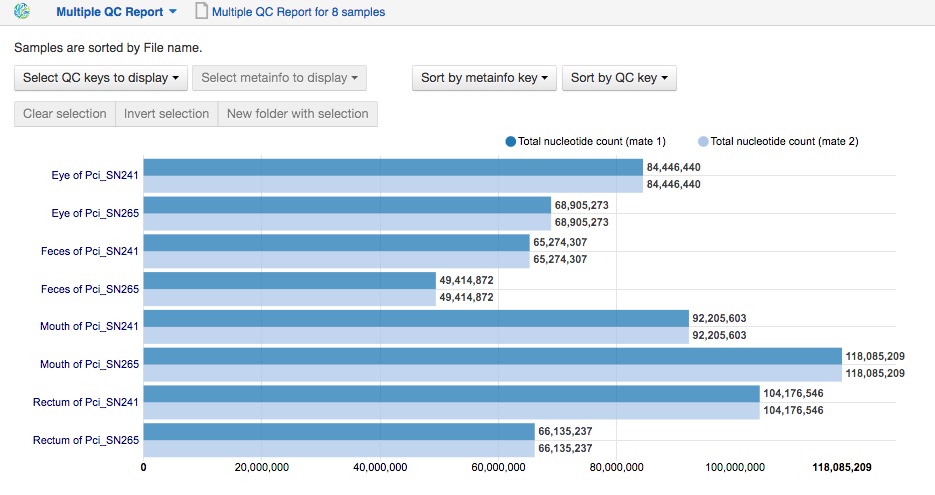 Multiple QC Report Multiple QC Report for 8 samples
Samples are sorted by File name.
Select QC keys to display Select metainfo to display Sort by metainfo key Sort by QC key
Clear selection Invert selection New folder with selection
Total nucleotide count (mate 1) Total nucleotide count (mate 2)
Eye of Pci_SN241 84,446,440
84,446,440
Eye of Pci_SN265 68,905,273
68,905,273
Feces of Pci_SN241 65,274,307
65,274,307
Feces of Pci_SN265 49,414,872
49,414,872
Mouth of Pci_SN241 92,205,603
92,205,603
Mouth of Pci_SN265 118,085,209
118,085,209
Rectum of Pci_SN241 104,176,546
104,176,546
Rectum of Pci_SN265 66,135,237
66,135,237
0 20,000,000 40,000,000 60,000,000 80,000,000 100,000,000 118,085,209